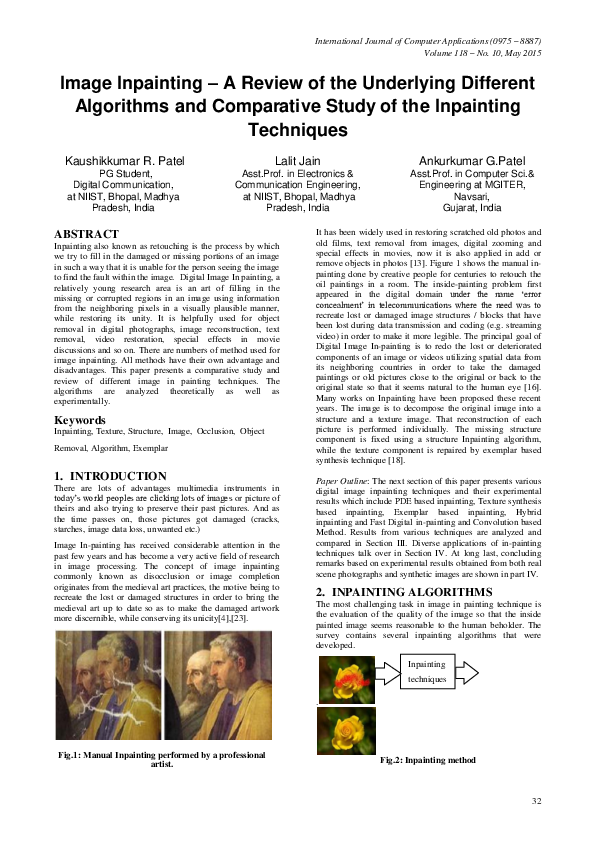 International Journal of Computer Applications (0975 – 8887)
Volume 118 – No. 10, May 2015
Image Inpainting – A Review of the Underlying Different
Algorithms and Comparative Study of the Inpainting
Techniques
Kaushikkumar R. Patel
PG Student,
Digital Communication,
at NIIST, Bhopal, Madhya
Pradesh, India
Lalit Jain
Asst.Prof. in Electronics &
Communication Engineering,
at NIIST, Bhopal, Madhya
Pradesh, India
Ankurkumar G.Patel
Asst.Prof. in Computer Sci.&
Engineering at MGITER,
Navsari,
Gujarat, India
ABSTRACT
Inpainting also known as retouching is the process by which
we try to fill in the damaged or missing portions of an image
in such a way that it is unable for the person seeing the image
to find the fault within the image. Digital Image Inpainting, a
relatively young research area is an art of filling in the
missing or corrupted regions in an image using information
from the neighboring pixels in a visually plausible manner,
while restoring its unity. It is helpfully used for object
removal in digital photographs, image reconstruction, text
removal, video restoration, special effects in movie
discussions and so on. There are numbers of method used for
image inpainting. All methods have their own advantage and
disadvantages. This paper presents a comparative study and
review of different image in painting techniques. The
algorithms are analyzed theoretically as well as
experimentally.
Keywords
Inpainting, Texture, Structure, Image, Occlusion, Object
Removal, Algorithm, Exemplar
1. INTRODUCTION
There are lots of advantages multimedia instruments in
today's world peoples are clicking lots of images or picture of
theirs and also trying to preserve their past pictures. And as
the time passes on, those pictures got damaged (cracks,
starches, image data loss, unwanted etc.)
Image In-painting has received considerable attention in the
past few years and has become a very active field of research
in image processing. The concept of image inpainting
commonly known as disocclusion or image completion
originates from the medieval art practices, the motive being to
recreate the lost or damaged structures in order to bring the
medieval art up to date so as to make the damaged artwork
more discernible, while conserving its unicity[4],[23].
Fig.1: Manual Inpainting performed by a professional
artist.
It has been widely used in restoring scratched old photos and
old films, text removal from images, digital zooming and
special effects in movies, now it is also applied in add or
remove objects in photos [13]. Figure 1 shows the manual in-
painting done by creative people for centuries to retouch the
oil paintings in a room. The inside-painting problem first
appeared in the digital domain under the name 'error
concealment' in telecommunications where the need was to
recreate lost or damaged image structures / blocks that have
been lost during data transmission and coding (e.g. streaming
video) in order to make it more legible. The principal goal of
Digital Image In-painting is to redo the lost or deteriorated
components of an image or videos utilizing spatial data from
its neighboring countries in order to take the damaged
paintings or old pictures close to the original or back to the
original state so that it seems natural to the human eye [16].
Many works on Inpainting have been proposed these recent
years. The image is to decompose the original image into a
structure and a texture image. That reconstruction of each
picture is performed individually. The missing structure
component is fixed using a structure Inpainting algorithm,
while the texture component is repaired by exemplar based
synthesis technique [18].
Paper Outline: The next section of this paper presents various
digital image inpainting techniques and their experimental
results which include PDE based inpainting, Texture synthesis
based inpainting, Exemplar based inpainting, Hybrid
inpainting and Fast Digital in-painting and Convolution based
Method. Results from various techniques are analyzed and
compared in Section III. Diverse applications of in-painting
techniques talk over in Section IV. At long last, concluding
remarks based on experimental results obtained from both real
scene photographs and synthetic images are shown in part IV.
2. INPAINTING ALGORITHMS
The most challenging task in image in painting technique is
the evaluation of the quality of the image so that the inside
painted image seems reasonable to the human beholder. The
survey contains several inpainting algorithms that were
developed.
Inpainting
techniques
Fig.2: Inpainting method
32